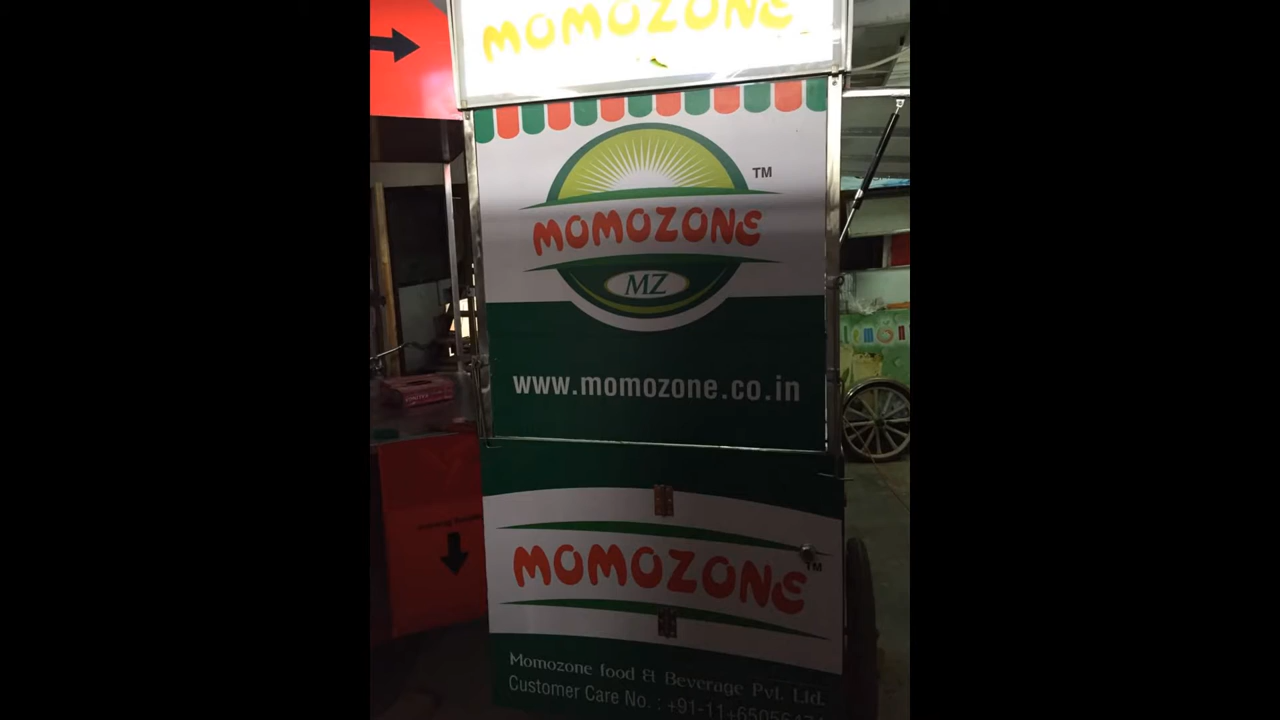 MOMOZONE
TM
MOMOZONE
MZ
www.momozone.co.in
MOMOZONE
TM
Momozone food & Beverage Pvt. Ltd.
Customer Care No. :